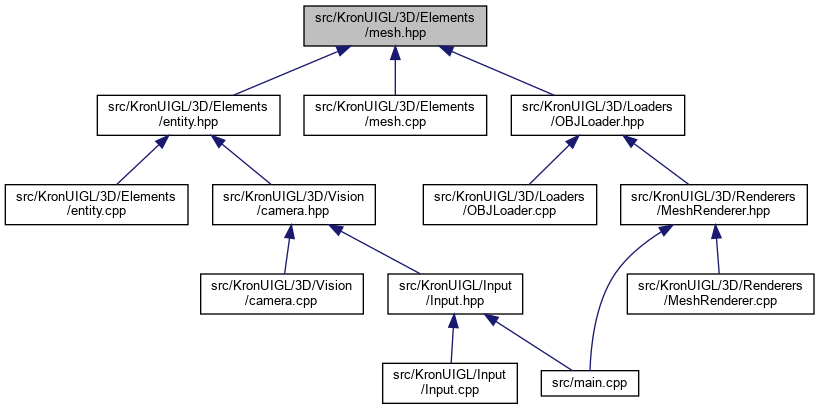 src/KronUIGL/3D/Elements
/mesh.hpp
src/KronUIGL/3D/Elements
/entity.hpp
src/KronUIGL/3D/Elements
/mesh.cpp
src/KronUIGL/3D/Loaders
/OBJLoader.hpp
src/KronUIGL/3D/Elements
/entity.cpp
src/KronUIGL/3D/Vision
/camera.hpp
src/KronUIGL/3D/Loaders
/OBJLoader.cpp
src/KronUIGL/3D/Renderers
/MeshRenderer.hpp
src/KronUIGL/3D/Vision
/camera.cpp
src/KronUIGL/Input
/Input.hpp
src/KronUIGL/3D/Renderers
/MeshRenderer.cpp
src/KronUIGL/Input
/Input.cpp
src/main.cpp